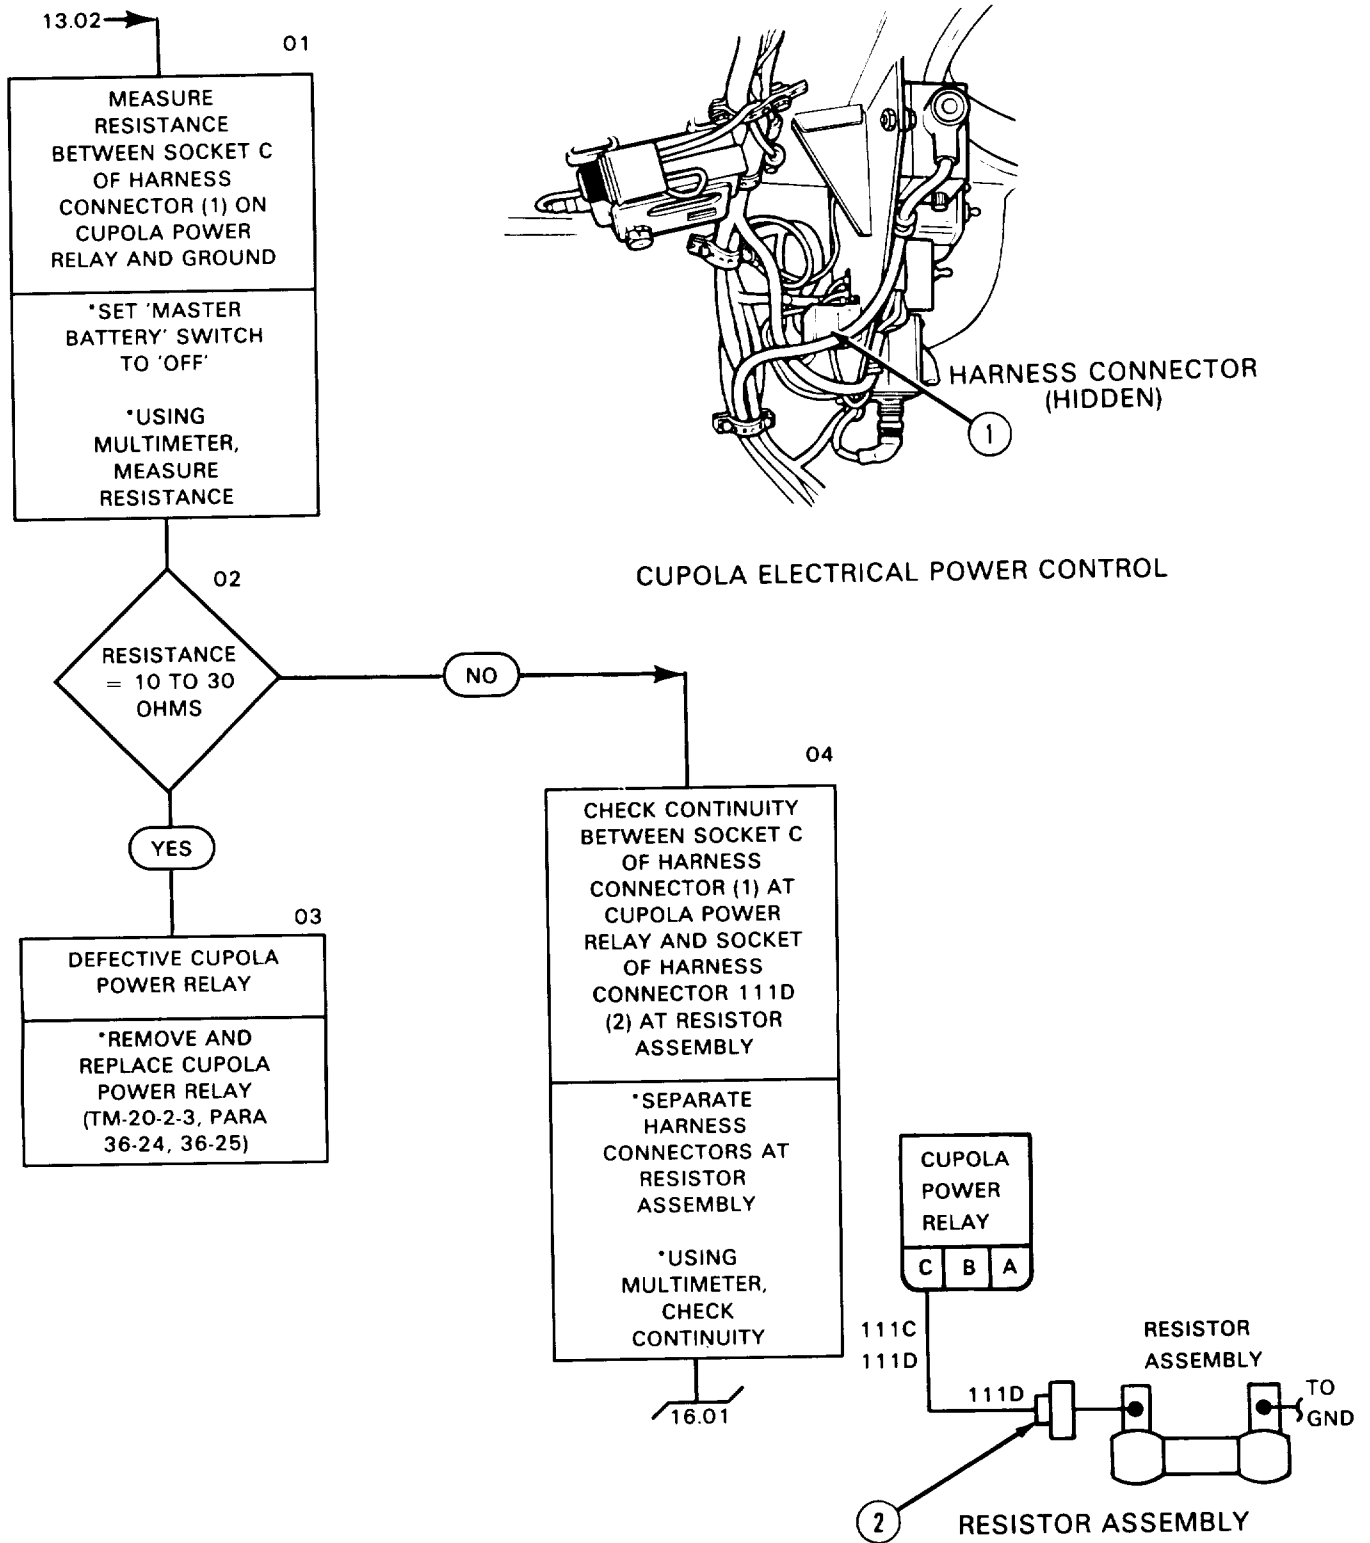 13.02
01
MEASURE
RESISTANCE
BETWEEN SOCKET C
OF HARNESS
CONNECTOR (1) ON
CUPOLA POWER
RELAY AND GROUND
*SET 'MASTER
BATTERY' SWITCH
TO 'OFF'
*USING
MULTIMETER,
MEASURE
RESISTANCE
HARNESS CONNECTOR
(HIDDEN)
1
CUPOLA ELECTRICAL POWER CONTROL
02
RESISTANCE
= 10 TO 30
OHMS
NO
YES
03
DEFECTIVE CUPOLA
POWER RELAY
*REMOVE AND
REPLACE CUPOLA
POWER RELAY
(TM-20-2-3, PARA
36-24, 36-25)
04
CHECK CONTINUITY
BETWEEN SOCKET C
OF HARNESS
CONNECTOR (1) AT
CUPOLA POWER
RELAY AND SOCKET
OF HARNESS
CONNECTOR 111D
(2) AT RESISTOR
ASSEMBLY
*SEPARATE
HARNESS
CONNECTORS AT
RESISTOR
ASSEMBLY
*USING
MULTIMETER,
CHECK
CONTINUITY
16.01
CUPOLA
POWER
RELAY
C B A
111C
111D
111D
RESISTOR
ASSEMBLY
TO
GND
2
RESISTOR ASSEMBLY